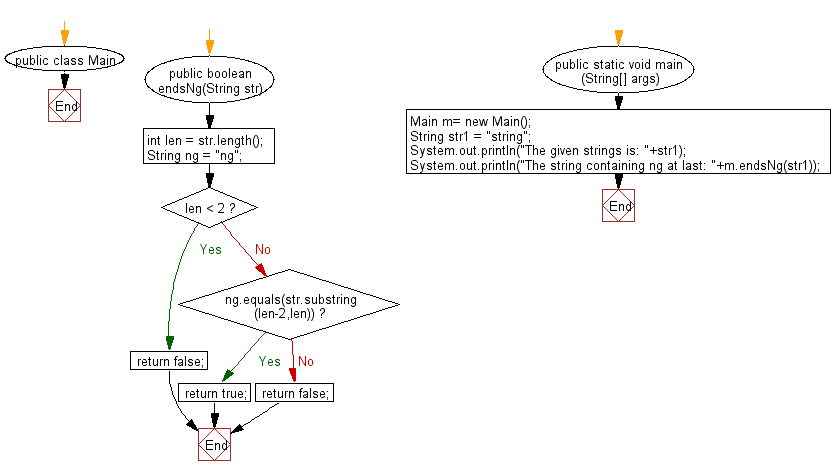 public class Main
End
public boolean
endsNg(String str)
int len = str.length();
String ng = "ng";
len < 2 ?
Yes
No
ng.equals(str.substring
(len-2,len)) ?
return false;
Yes
No
return true;
return false;
End
public static void main
(String[] args)
Main m= new Main();
String str1 = "string";
System.out.println("The given strings is: "+str1);
System.out.println("The string containing ng at last: "+m.endsNg(str1));
End